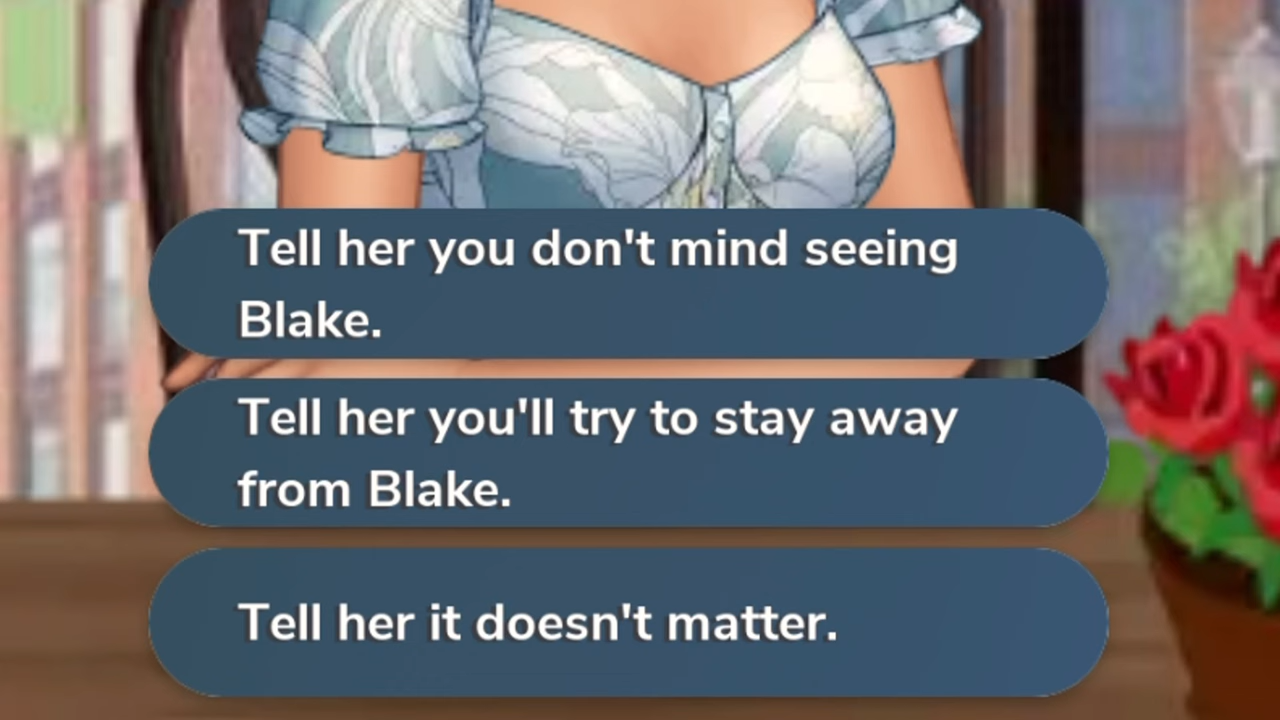 Tell her you don't mind seeing
Blake.
Tell her you'll try to stay away
from Blake.
Tell her it doesn't matter.